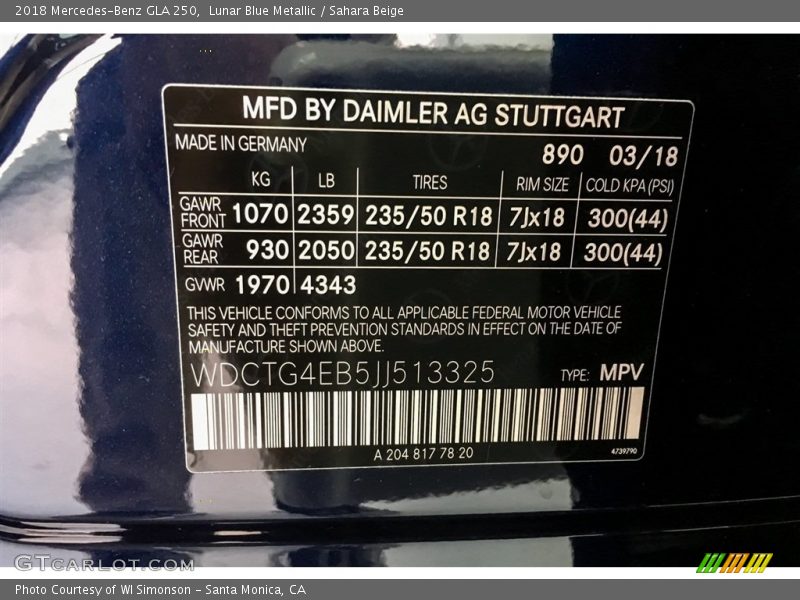 2018 Mercedes-Benz GLA 250,  Lunar Blue Metallic / Sahara Beige
MFD BY DAIMLER AG STUTTGART
MADE IN GERMANY
890 03/18
KG LB TIRES RIM SIZE COLD KPA (PSI)
GAWR FRONT 1070 2359 235/50 R18 7Jx18 300(44)
GAWR REAR 930 2050 235/50 R18 7Jx18 300(44)
GVWR 1970 4343
THIS VEHICLE CONFORMS TO ALL APPLICABLE FEDERAL MOTOR VEHICLE
SAFETY AND THEFT PREVENTION STANDARDS IN EFFECT ON THE DATE OF
MANUFACTURE SHOWN ABOVE.
WDCTG4EB5JJ513325 TYPE: MPV
A 204 817 78 20 4739790
GTCARLOT.COM
Photo Courtesy of WI Simonson - Santa Monica, CA